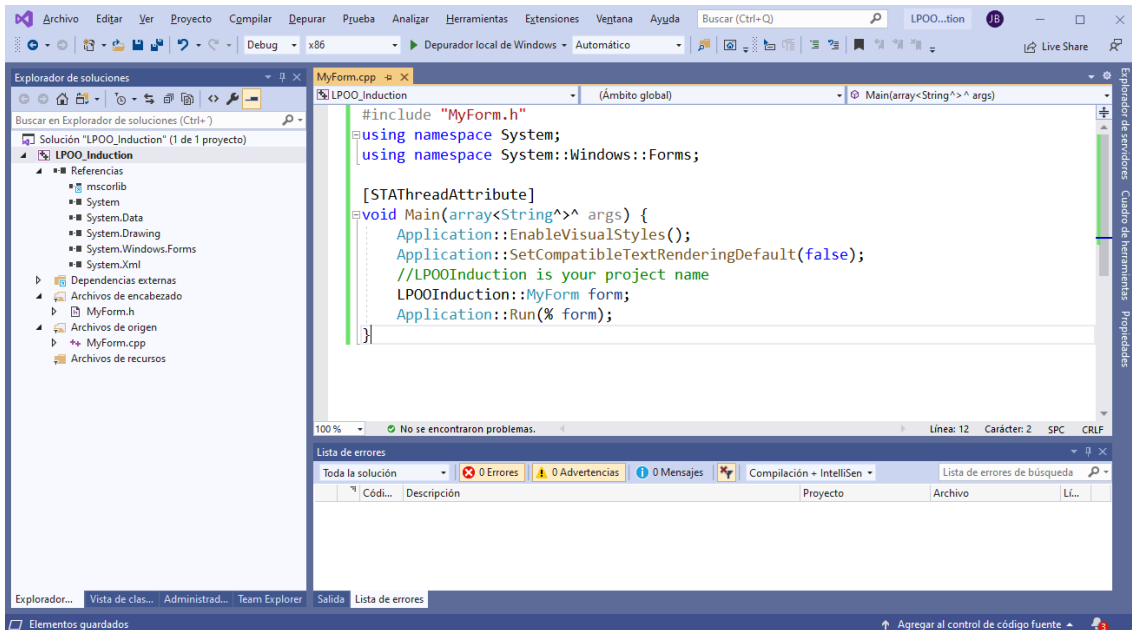 Archivo Editar Ver Proyecto Compilar Depurar Prueba Analizar Herramientas Extensiones Ventana Ayuda Buscar (Ctrl+Q) LPOO...tion JB
Debug x86 Depurador local de Windows Automático Live Share
Explorador de soluciones
Buscar en Explorador de soluciones (Ctrl+´)
Solución "LPOO_Induction" (1 de 1 proyecto)
LPOO_Induction
Referencias
mscorlib
System
System.Data
System.Drawing
System.Windows.Forms
System.Xml
Dependencias externas
Archivos de encabezado
MyForm.h
Archivos de origen
MyForm.cpp
Archivos de recursos
Explorador... Vista de clas... Administrad... Team Explorer
MyForm.cpp
LPOO_Induction (Ámbito global) Main(array<String^>^ args)
#include "MyForm.h"
using namespace System;
using namespace System::Windows::Forms;
[STAThreadAttribute]
void Main(array<String^>^ args) {
Application::EnableVisualStyles();
Application::SetCompatibleTextRenderingDefault(false);
//LPOOInduction is your project name
LPOOInduction::MyForm form;
Application::Run(% form);
}
100 % No se encontraron problemas. Línea: 12 Carácter: 2 SPC CRLF
Lista de errores
Toda la solución 0 Errores 0 Advertencias 0 Mensajes Compilación + IntelliSen Lista de errores de búsqueda
Códi... Descripción Proyecto Archivo Lí...
Salida Lista de errores
Explorador de servidores
Cuadro de herramientas
Propiedades
Elementos guardados Agregar al control de código fuente 3